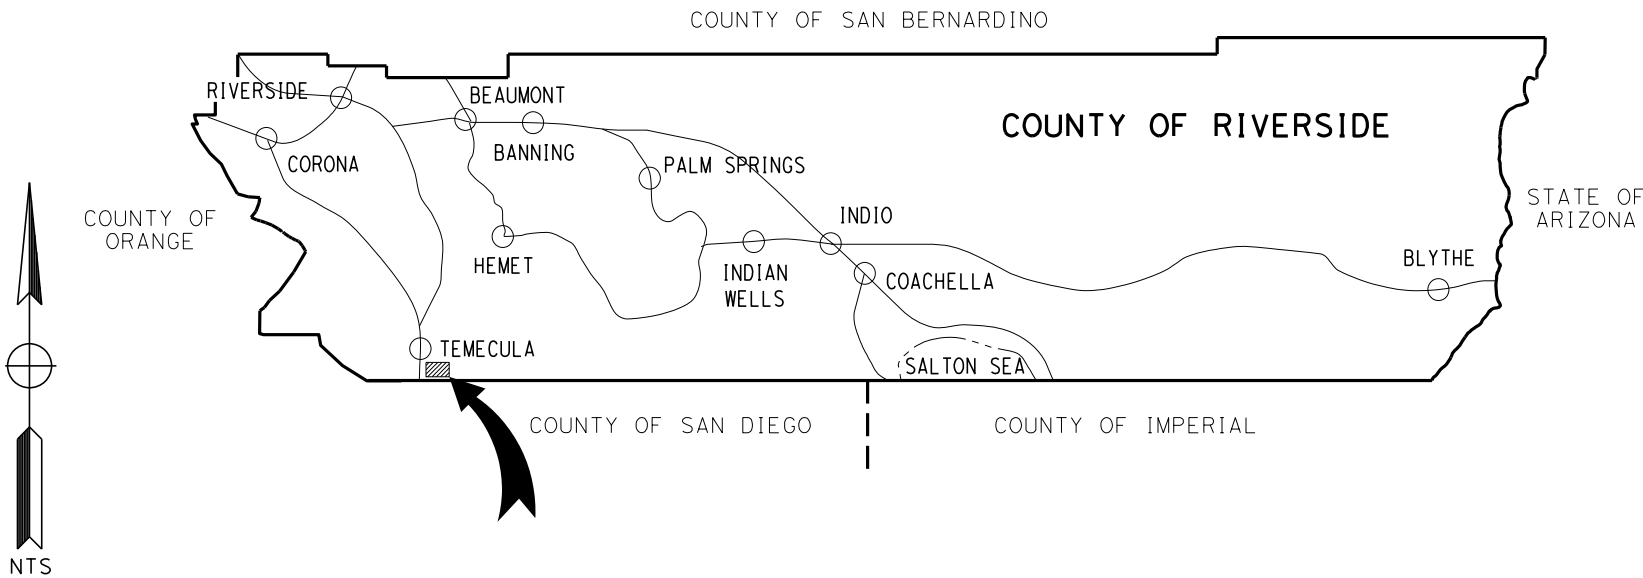 COUNTY OF SAN BERNARDINO
RIVERSIDE
BEAUMONT
COUNTY OF RIVERSIDE
BANNING
CORONA
PALM SPRINGS
COUNTY OF
ORANGE
STATE OF
ARIZONA
INDIO
HEMET
INDIAN
WELLS
COACHELLA
BLYTHE
TEMECULA
SALTON SEA
COUNTY OF SAN DIEGO
COUNTY OF IMPERIAL
NTS